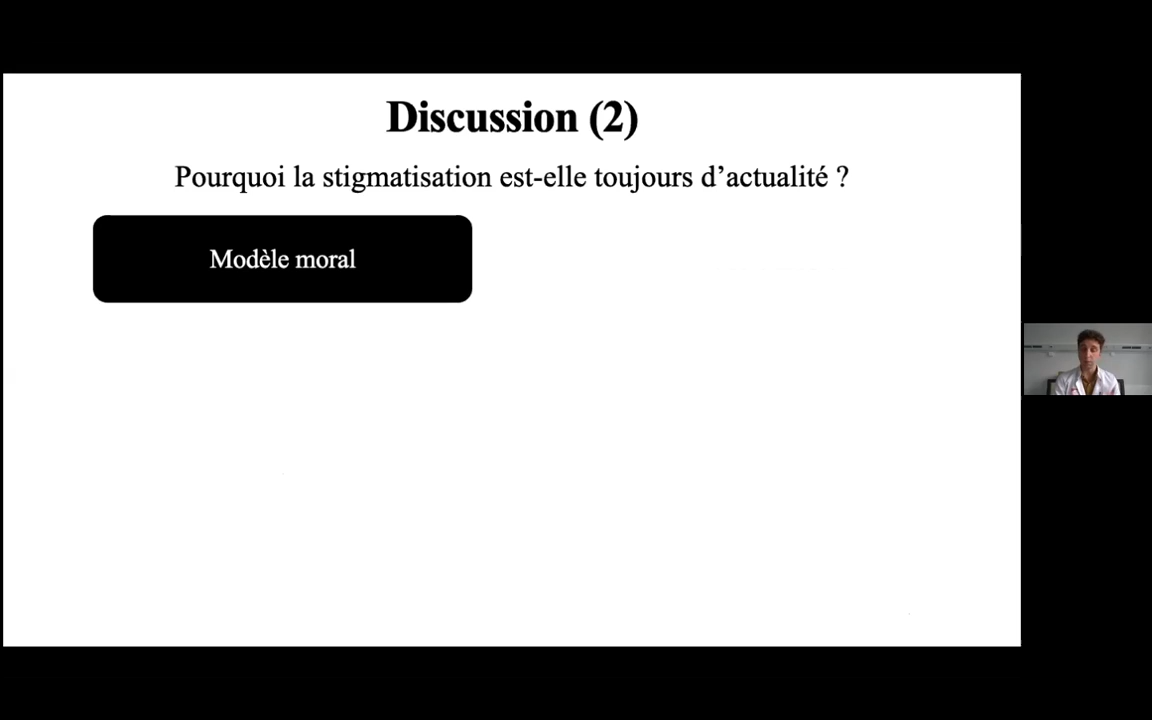 Discussion (2)
Pourquoi la stigmatisation est-elle toujours d’actualité ?
Modèle moral